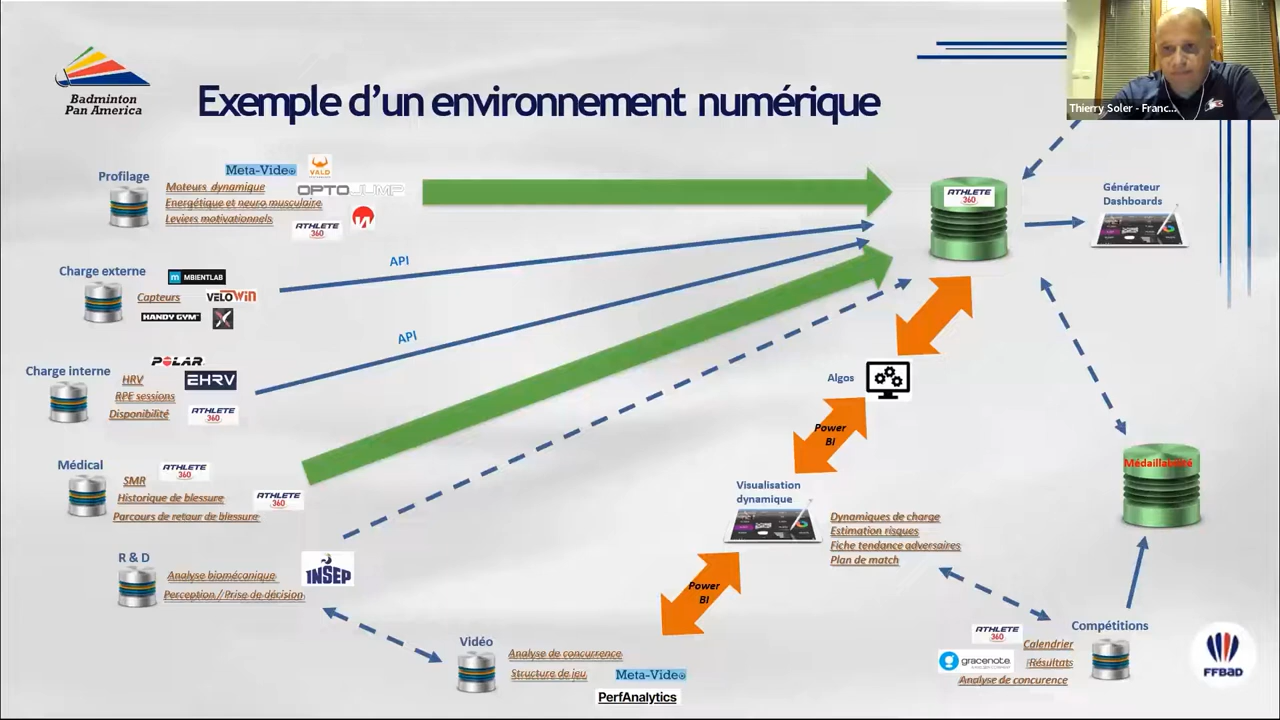 Badminton
Pan America
Exemple d'un environnement numérique
Thierry Soler - Franc...
Profilage
Meta-Vide
VALD
Moteurs dynamique
OPTOJUMP
Energétique et neuro musculaire
Leviers motivationnels
ATHLETE
360
ATHLETE
360
Générateur
Dashboards
Charge externe
MBIENTLAB
Capteurs
VELOWIN
HANDY GYM
API
API
Charge interne
POLAR
HRV
EHRV
RPE sessions
Disponibilité
ATHLETE
360
Algos
Power
BI
Médical
ATHLETE
360
SMR
Historique de blessure
ATHLETE
360
Parcours de retour de blessure
Médaillabilité
Visualisation
dynamique
Dynamiques de charge
Estimation risques
Fiche tendance adversaires
Plan de match
R & D
INSEP
Analyse biomécanique
Perception / Prise de décision
Power
BI
Vidéo
Analyse de concurrence
Structure de jeu
Meta-Vide
PerfAnalytics
Compétitions
ATHLETE
360
Calendrier
gracenote.
Résultats
Analyse de concurence
FFBaD